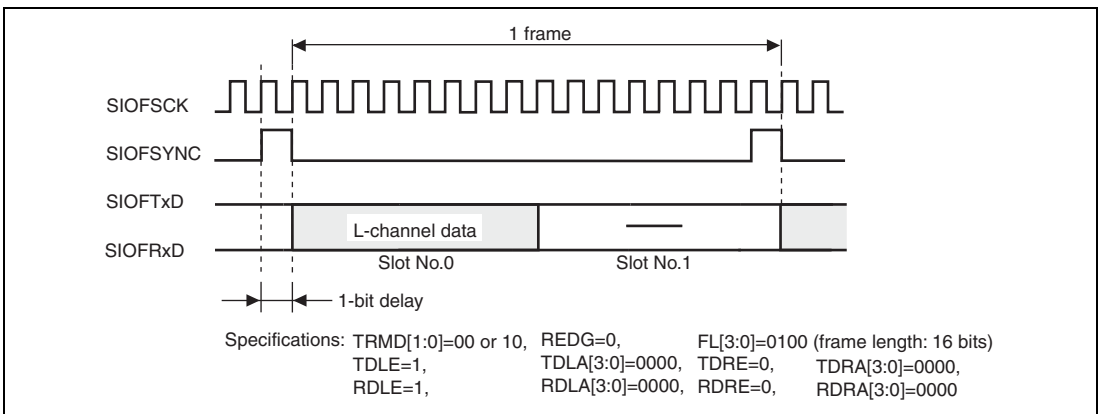 1 frame
SIOFSCK
SIOFSYNC
SIOFTxD
L-channel data
SIOFRxD
Slot No.0 Slot No.1
1-bit delay
Specifications: TRMD[1:0]=00 or 10, REDG=0, FL[3:0]=0100 (frame length: 16 bits)
TDLE=1, TDLA[3:0]=0000, TDRE=0, TDRA[3:0]=0000,
RDLE=1, RDLA[3:0]=0000, RDRE=0, RDRA[3:0]=0000